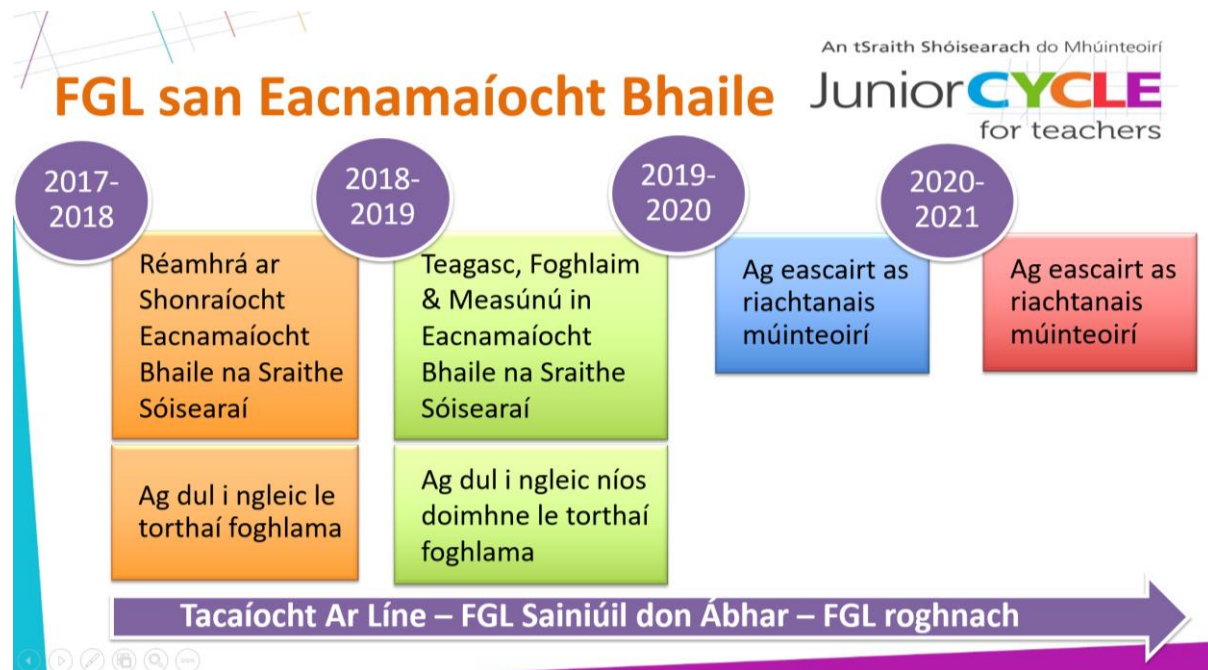 An tSraith Shóisearach do Mhúinteoirí
JuniorCYCLE
for teachers
FGL san Eacnamaíocht Bhaile
2017-
2018
Réamhrá ar
Shonraíocht
Eacnamaíocht
Bhaile na Sraithe
Sóisearaí
Ag dul i ngleic le
torthaí foghlama
2018-
2019
Teagasc, Foghlaim
& Measúnú in
Eacnamaíocht
Bhaile na Sraithe
Sóisearaí
Ag dul i ngleic níos
doimhne le torthaí
foghlama
2019-
2020
Ag eascairt as
riachtanais
múinteoirí
2020-
2021
Ag eascairt as
riachtanais
múinteoirí
Tacaíocht Ar Líne – FGL Sainiúil don Ábhar – FGL roghnach